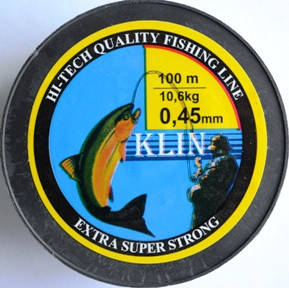 HI-TECH QUALITY FISHING LINE
100 m
10,6kg
0,45mm
KLIN
EXTRA SUPER STRONG